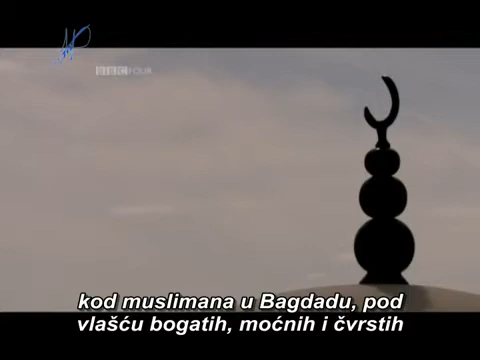 BBC FOUR
kod muslimana u Bagdadu, pod
vlašću bogatih, moćnih i čvrstih